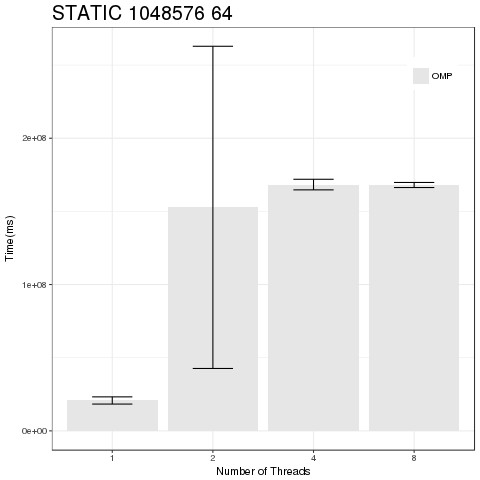 STATIC 1048576 64
OMP
Time(ms)
2e+08
1e+08
0e+00
1 2 4 8
Number of Threads